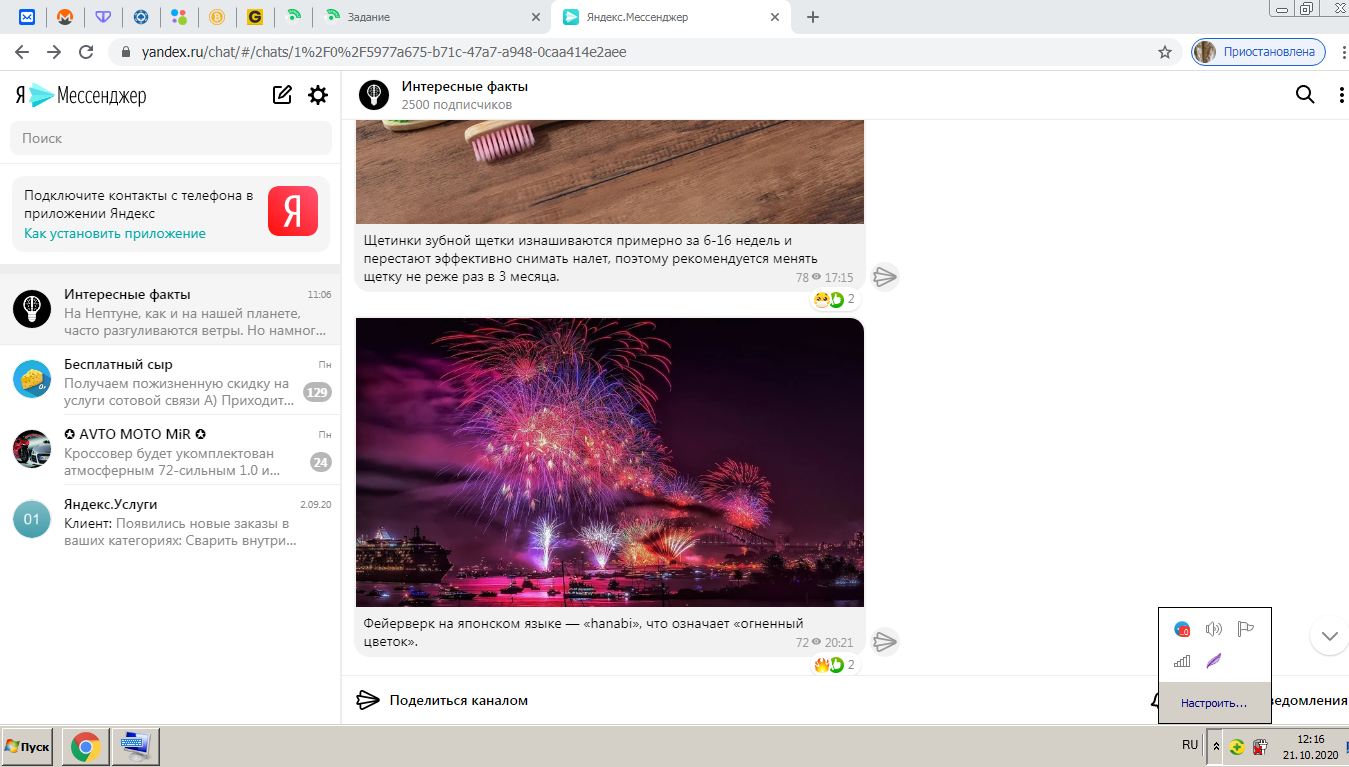 Задание
Яндекс.Мессенджер
yandex.ru/chat/#/chats/1%2F0%2F5977a675-b71c-47a7-a948-0caa414e2aee
Приостановлена
Я Мессенджер
Поиск
Подключите контакты с телефона в
приложении Яндекс
Как установить приложение
Я
Интересные факты
11:06
На Нептуне, как и на нашей планете,
часто разгуливаются ветры. Но намног...
Бесплатный сыр
Пн
Получаем пожизненную скидку на
услуги сотовой связи А) Приходит...
129
✪ AVTO MOTO MiR ✪
Пн
Кроссовер будет укомплектован
атмосферным 72-сильным 1.0 и...
24
01
Яндекс.Услуги
2.09.20
Клиент: Появились новые заказы в
ваших категориях: Сварить внутри...
Интересные факты
2500 подписчиков
Щетинки зубной щетки изнашиваются примерно за 6-16 недель и
перестают эффективно снимать налет, поэтому рекомендуется менять
щетку не реже раз в 3 месяца.
78 17:15
2
Фейерверк на японском языке — «hanabi», что означает «огненный
цветок».
72 20:21
2
Поделиться каналом
ведомления
Настроить...
Пуск
RU
12:16
21.10.2020